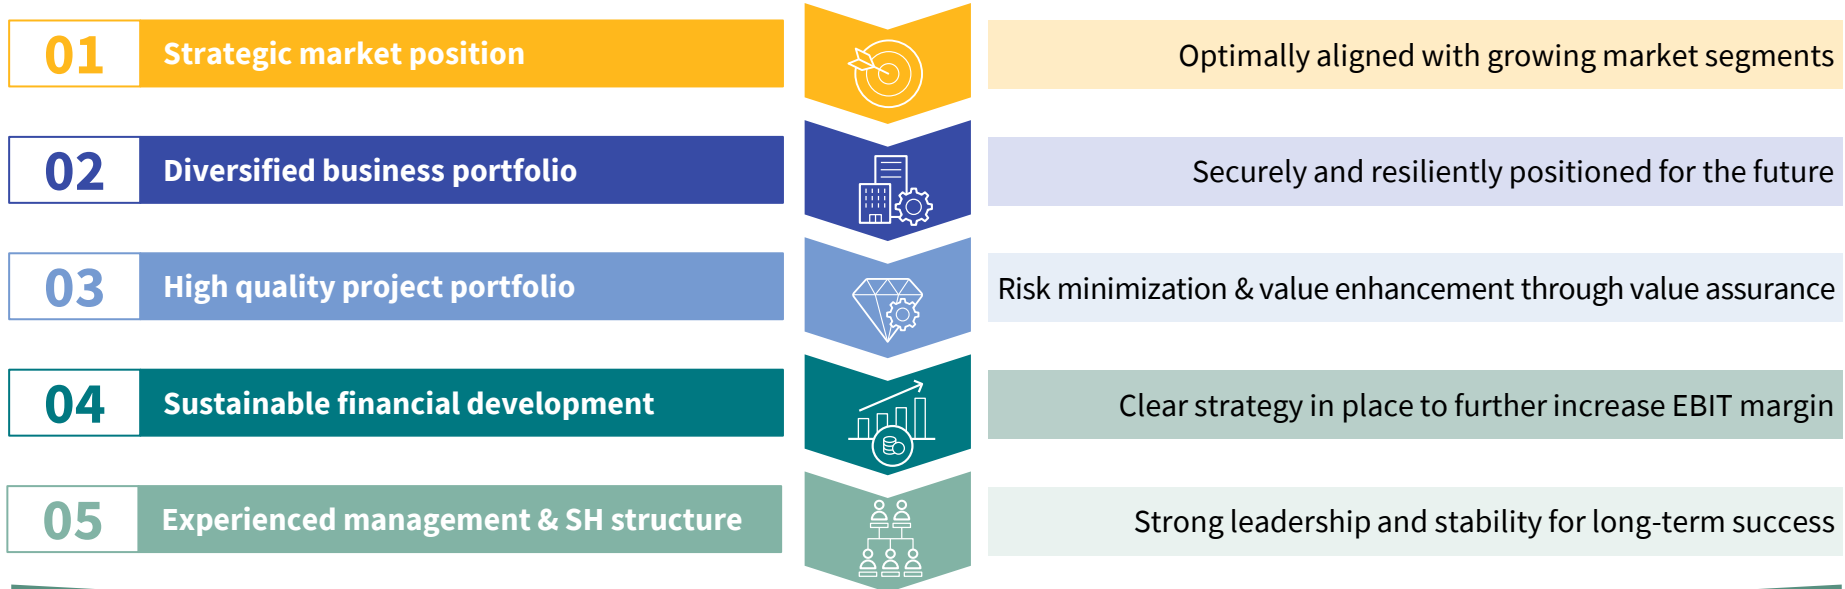 01 Strategic market position Optimally aligned with growing market segments
02 Diversified business portfolio Securely and resiliently positioned for the future
03 High quality project portfolio Risk minimization & value enhancement through value assurance
04 Sustainable financial development Clear strategy in place to further increase EBIT margin
05 Experienced management & SH structure Strong leadership and stability for long-term success